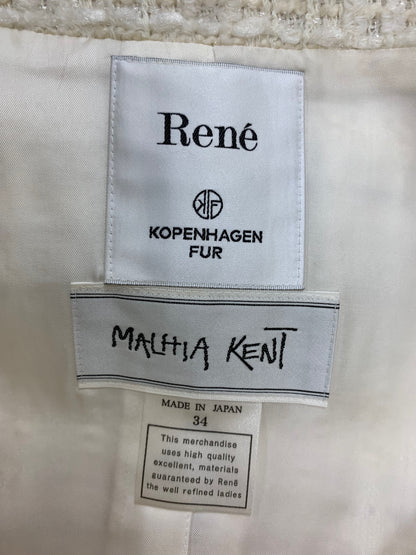 René
KF
KOPENHAGEN
FUR
MALHIA KENT
MADE IN JAPAN
34
This merchandise
uses high quality
excellent, materials
guaranteed by René
the well refined ladies